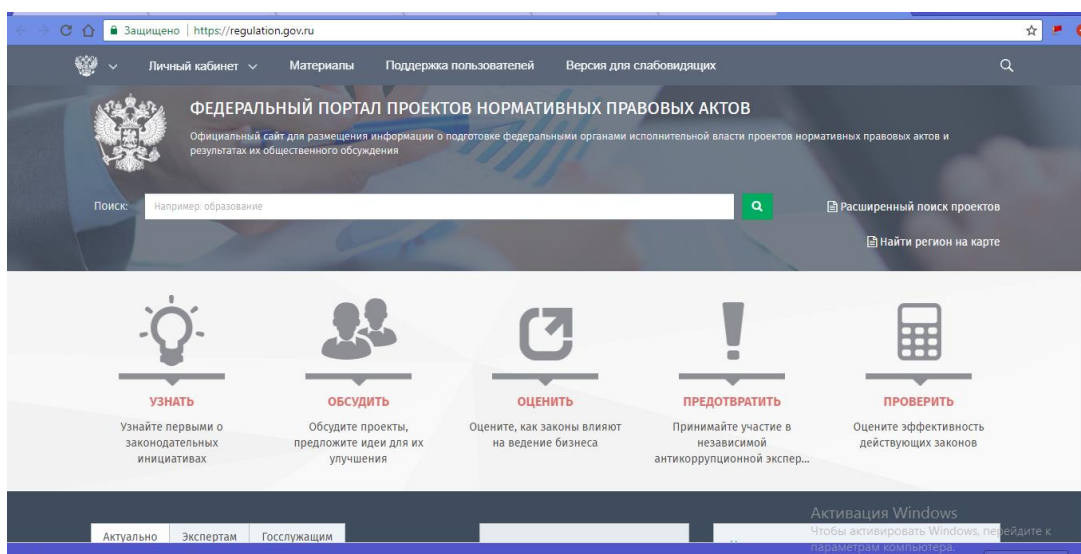 Защищено | https://regulation.gov.ru
Личный кабинет Материалы Поддержка пользователей Версия для слабовидящих
ФЕДЕРАЛЬНЫЙ ПОРТАЛ ПРОЕКТОВ НОРМАТИВНЫХ ПРАВОВЫХ АКТОВ
Официальный сайт для размещения информации о подготовке федеральными органами исполнительной власти проектов нормативных правовых актов и
результатах их общественного обсуждения
Поиск: Например: образование
Расширенный поиск проектов
Найти регион на карте
УЗНАТЬ
Узнайте первыми о
законодательных
инициативах
ОБСУДИТЬ
Обсудите проекты,
предложите идеи для их
улучшения
ОЦЕНИТЬ
Оцените, как законы влияют
на ведение бизнеса
ПРЕДОТВРАТИТЬ
Принимайте участие в
независимой
антикоррупционной экспер...
ПРОВЕРИТЬ
Оцените эффективность
действующих законов
Актуально Экспертам Госслужащим
Активация Windows
Чтобы активировать Windows, перейдите к
параметрам компьютера.